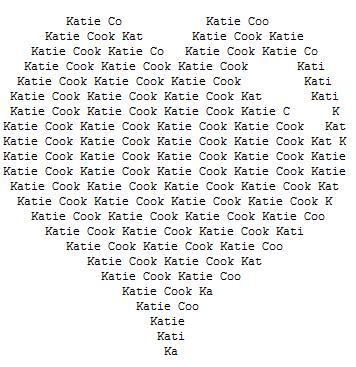 Katie Co            Katie Coo
Katie Cook Kat       Katie Cook Katie
Katie Cook Katie Co   Katie Cook Katie Co
Katie Cook Katie Cook Katie Cook       Kati
Katie Cook Katie Cook Katie Cook         Kati
Katie Cook Katie Cook Katie Cook Kat       Kati
Katie Cook Katie Cook Katie Cook Katie C      K
Katie Cook Katie Cook Katie Cook Katie Cook   Kat
Katie Cook Katie Cook Katie Cook Katie Cook Kat K
Katie Cook Katie Cook Katie Cook Katie Cook Katie
Katie Cook Katie Cook Katie Cook Katie Cook Katie
Katie Cook Katie Cook Katie Cook Katie Cook Kat
Katie Cook Katie Cook Katie Cook Katie Cook K
Katie Cook Katie Cook Katie Cook Katie Coo
Katie Cook Katie Cook Katie Cook Kati
Katie Cook Katie Cook Katie Coo
Katie Cook Katie Cook Kat
Katie Cook Katie Coo
Katie Cook Ka
Katie Coo
Katie
Kati
Ka